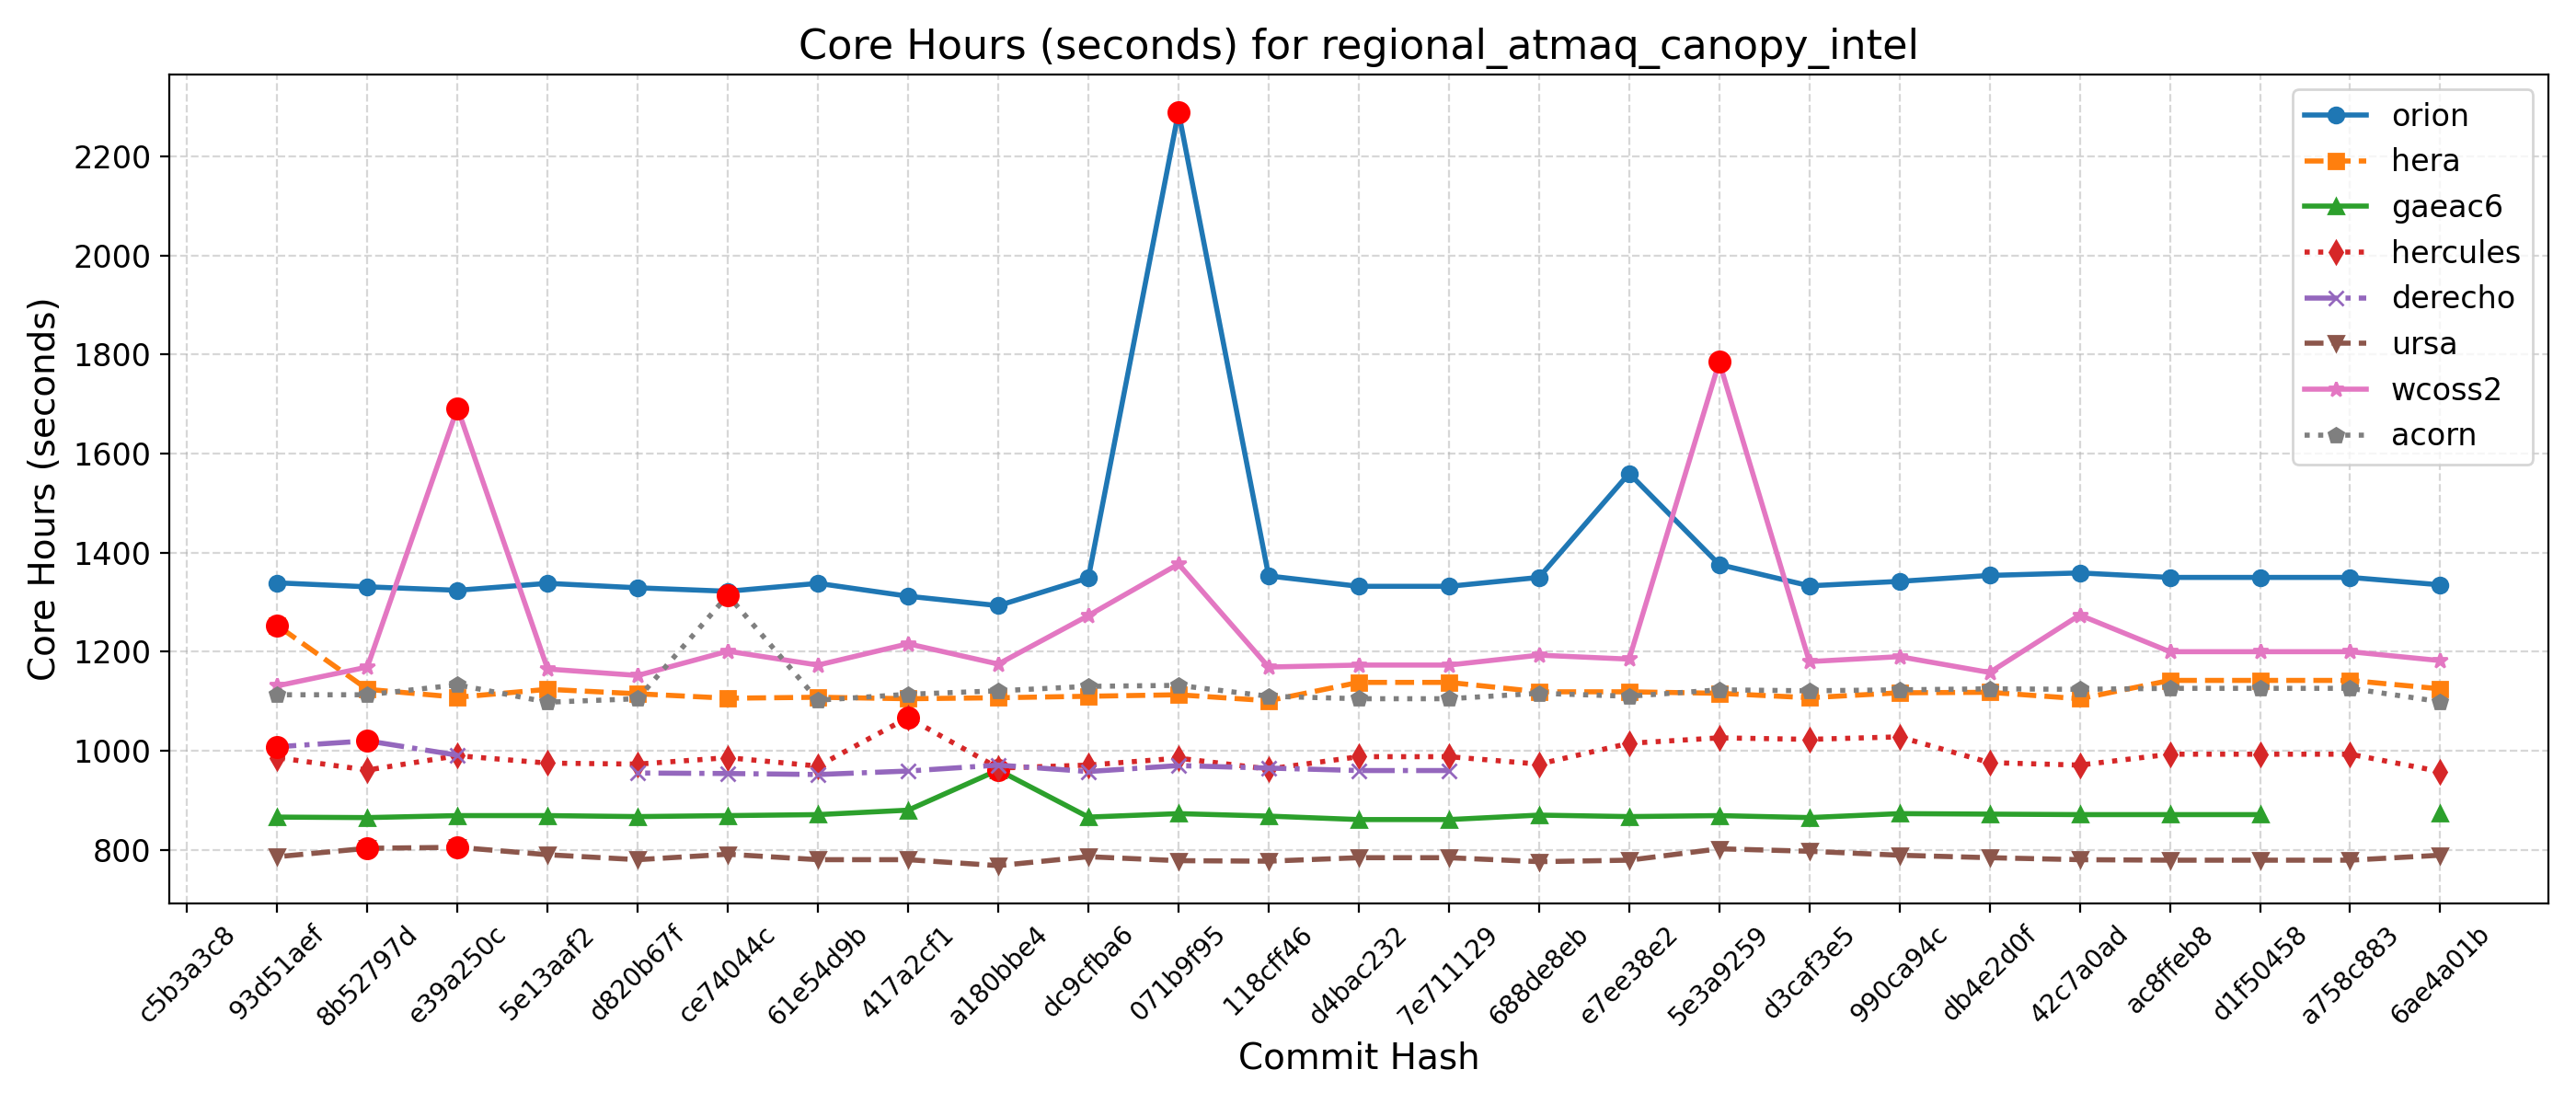 Core Hours (seconds) for regional_atmaq_canopy_intel
Core Hours (seconds)
2200
2000
1800
1600
1400
1200
1000
800
orion
hera
gaeac6
hercules
derecho
ursa
wcoss2
acorn
c5b3a3c8
93d51aef
8b52797d
e39a250c
5e13aaf2
d820b67f
ce74044c
61e54d9b
417a2cf1
a180bbe4
dc9cfba6
071b9f95
118cff46
d4bac232
7e711129
688de8eb
e7ee38e2
5e3a9259
d3caf3e5
990ca94c
db4e2d0f
42c7a0ad
ac8ffeb8
d1f50458
a758c883
6ae4a01b
Commit Hash